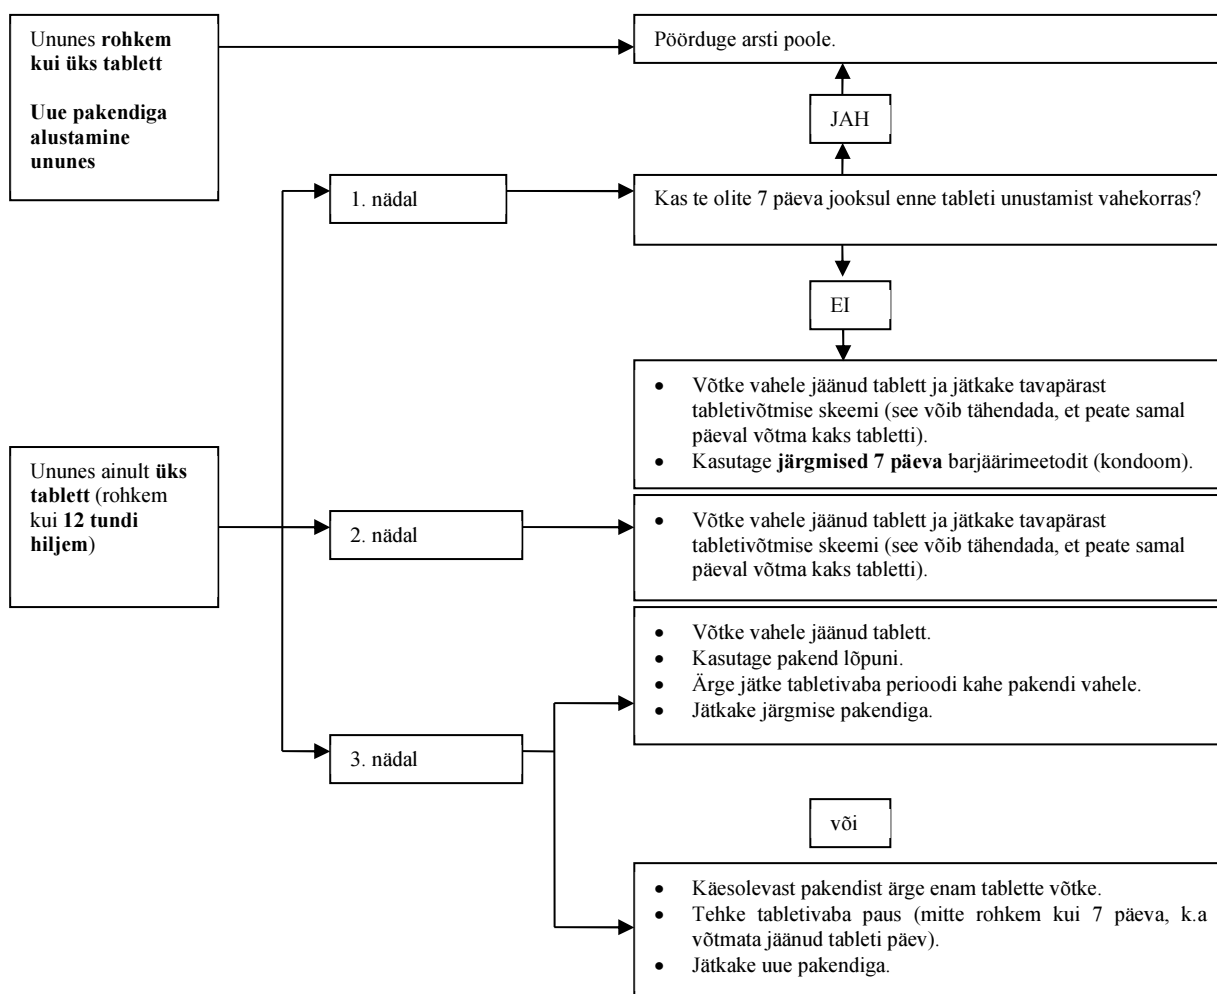 Ununes rohkem
kui üks tablett
Uue pakendiga
alustamine
ununes
Pöörduge arsti poole.
JAH
1. nädal
Kas te olite 7 päeva jooksul enne tableti unustamist vahekorras?
EI
• Võtke vahele jäänud tablett ja jätkake tavapärast
tabletivõtmise skeemi (see võib tähendada, et peate samal
päeval võtma kaks tabletti).
• Kasutage järgmised 7 päeva barjäärimeetodit (kondoom).
Ununes ainult üks
tablett (rohkem
kui 12 tundi
hiljem)
2. nädal
• Võtke vahele jäänud tablett ja jätkake tavapärast
tabletivõtmise skeemi (see võib tähendada, et peate samal
päeval võtma kaks tabletti).
• Võtke vahele jäänud tablett.
• Kasutage pakend lõpuni.
• Ärge jätke tabletivaba perioodi kahe pakendi vahele.
• Jätkake järgmise pakendiga.
3. nädal
või
• Käesolevast pakendist ärge enam tablette võtke.
• Tehke tabletivaba paus (mitte rohkem kui 7 päeva, k.a
võtmata jäänud tableti päev).
• Jätkake uue pakendiga.